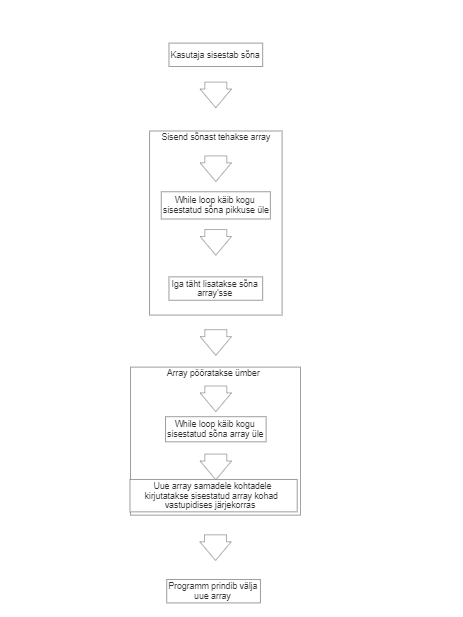 Kasutaja sisestab sõna
Sisend sõnast tehakse array
While loop käib kogu
sisestatud sõna pikkuse üle
Iga täht lisatakse sõna
array'sse
Array pööratakse ümber
While loop käib kogu
sisestatud sõna array üle
Uue array samadele kohtadele
kirjutatakse sisestatud array kohad
vastupidises järjekorras
Programm prindib välja
uue array